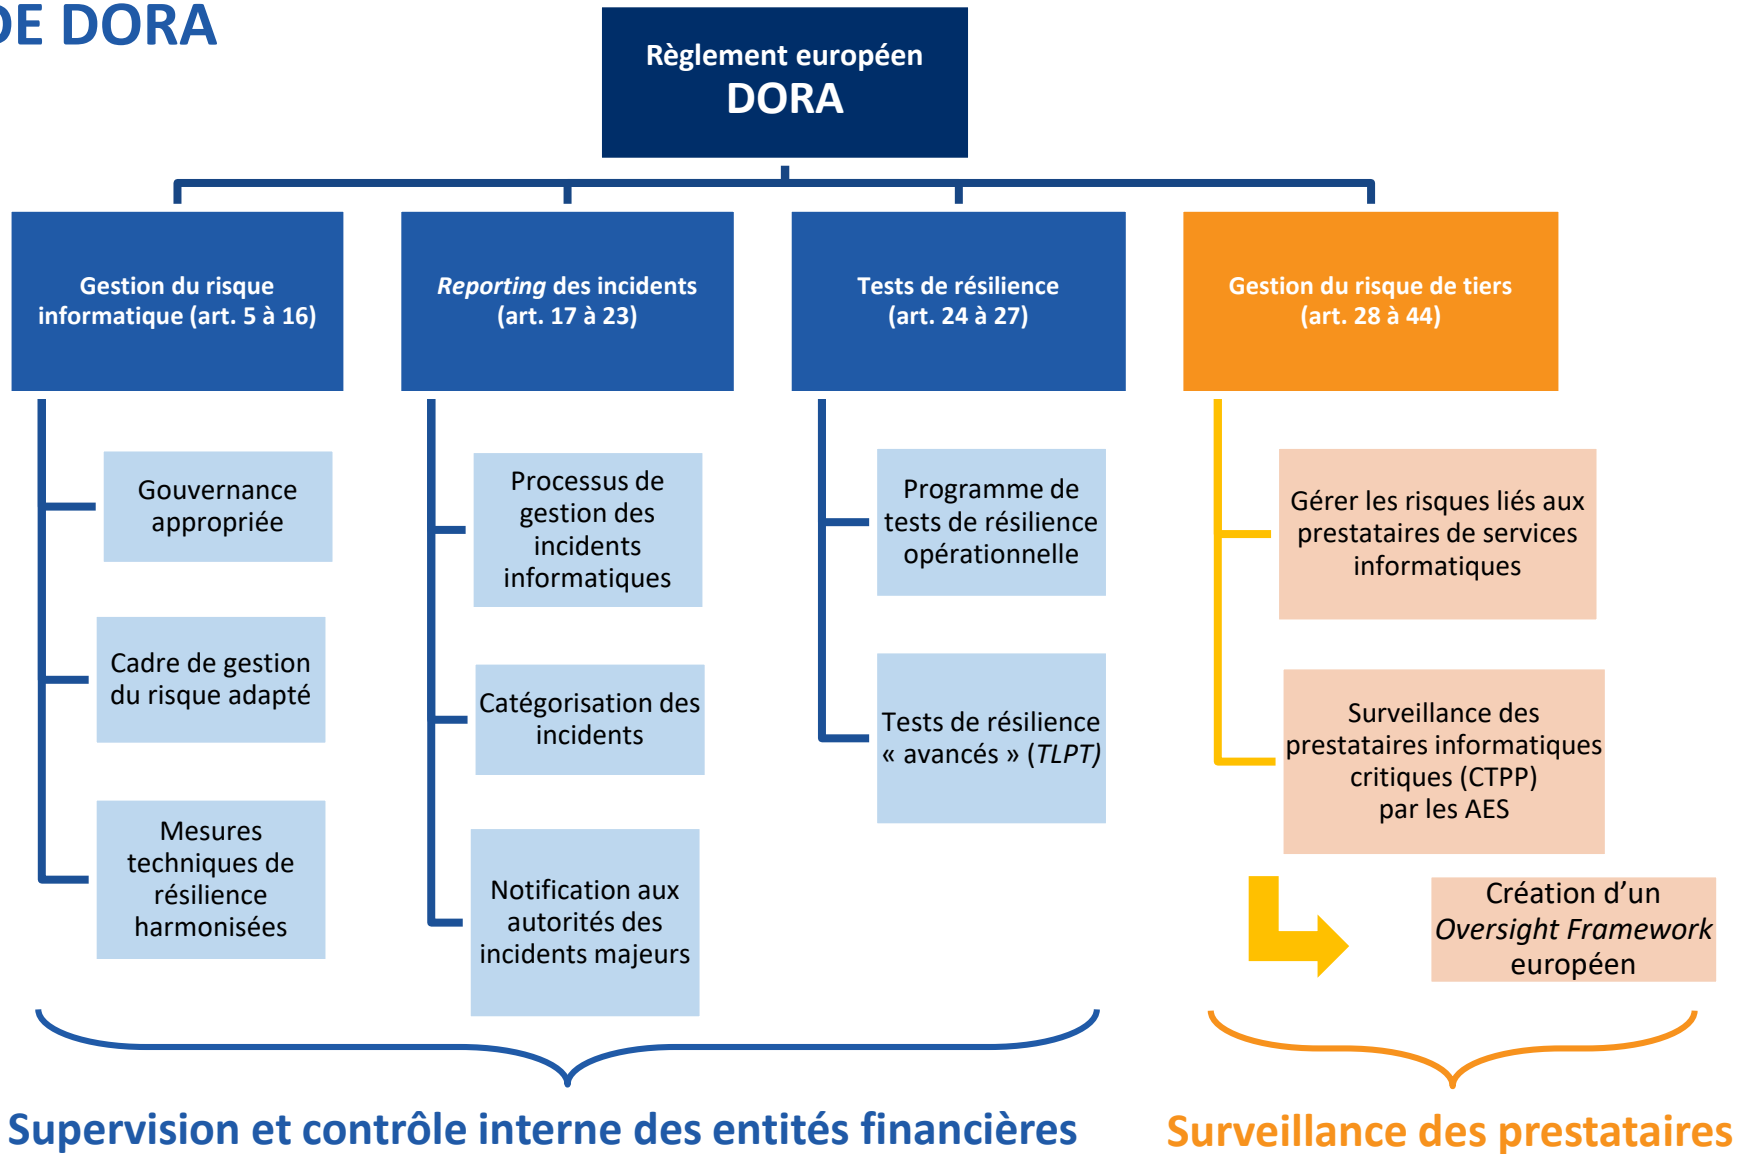 DE DORA
Règlement européen
DORA
Gestion du risque
informatique (art. 5 à 16)
Gouvernance
appropriée
Cadre de gestion
du risque adapté
Mesures
techniques de
résilience
harmonisées
Reporting des incidents
(art. 17 à 23)
Processus de
gestion des
incidents
informatiques
Catégorisation des
incidents
Notification aux
autorités des
incidents majeurs
Tests de résilience
(art. 24 à 27)
Programme de
tests de résilience
opérationnelle
Tests de résilience
« avancés » (TLPT)
Gestion du risque de tiers
(art. 28 à 44)
Gérer les risques liés aux
prestataires de services
informatiques
Surveillance des
prestataires informatiques
critiques (CTPP)
par les AES
Création d’un
Oversight Framework
européen
Supervision et contrôle interne des entités financières
Surveillance des prestataires